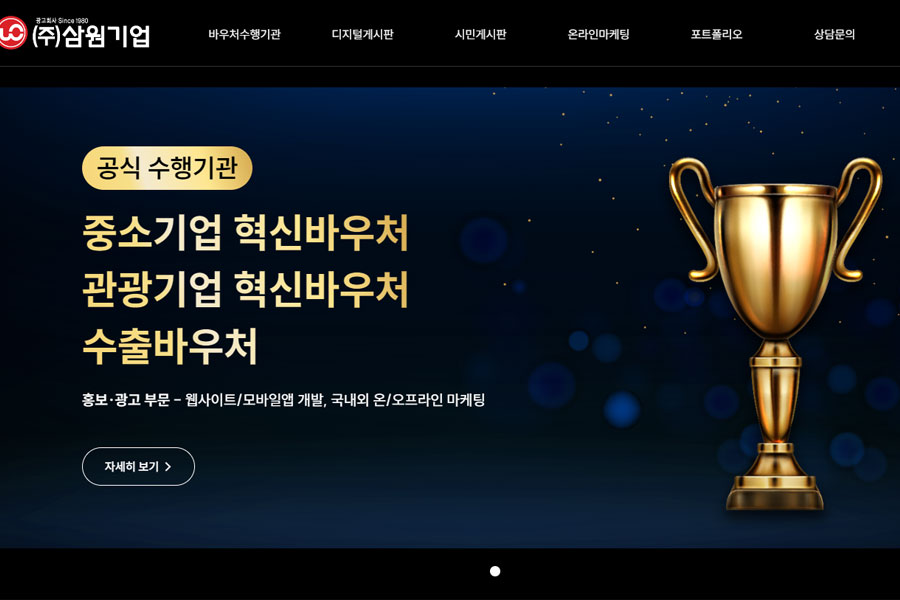 광고회사 Since 1980
(주)삼원기업
바우처수행기관
디지털게시판
시민게시판
온라인마케팅
포트폴리오
상담문의
공식 수행기관
중소기업 혁신바우처
관광기업 혁신바우처
수출바우처
홍보·광고 부문 – 웹사이트/모바일앱 개발, 국내외 온/오프라인 마케팅
자세히 보기 >